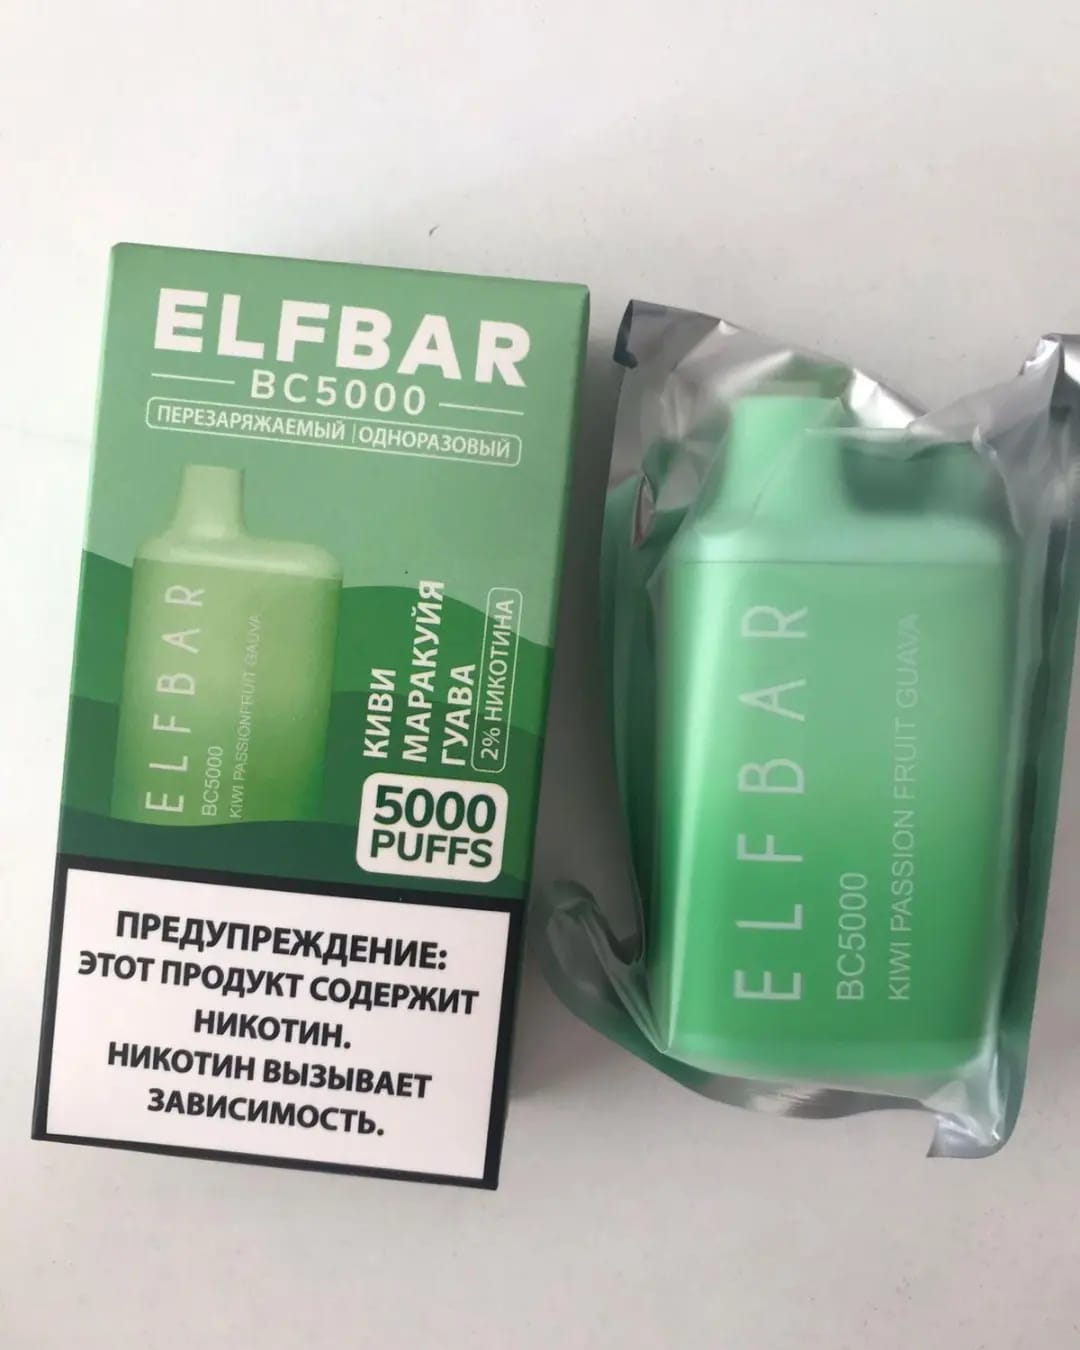 ELFBAR
BC5000
ПЕРЕЗАРЯЖАЕМЫЙ | ОДНОРАЗОВЫЙ
ELFBAR
BC5000
KIWI PASSIONFRUIT GAUVA
КИВИ
МАРАКУЙЯ
ГУАВА
2% НИКОТИНА
5000
PUFFS
ПРЕДУПРЕЖДЕНИЕ:
ЭТОТ ПРОДУКТ СОДЕРЖИТ
НИКОТИН.
НИКОТИН ВЫЗЫВАЕТ
ЗАВИСИМОСТЬ.
ELFBAR
BC5000
KIWI PASSION FRUIT GUAVA